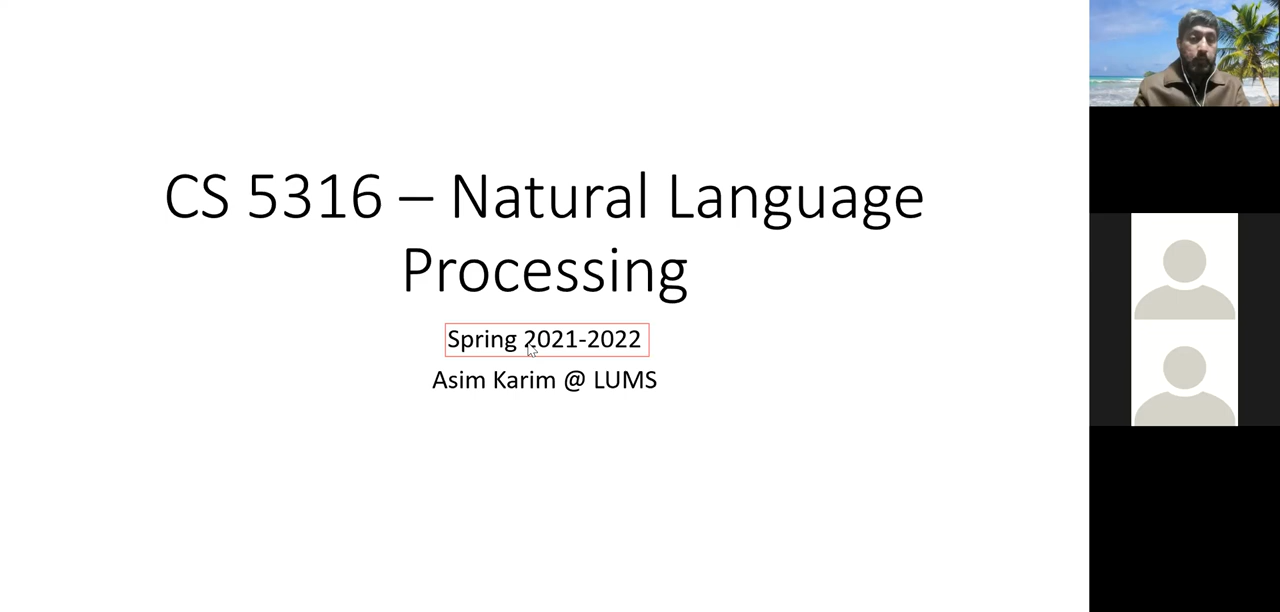 CS 5316 – Natural Language
Processing
Spring 2021-2022
Asim Karim @ LUMS